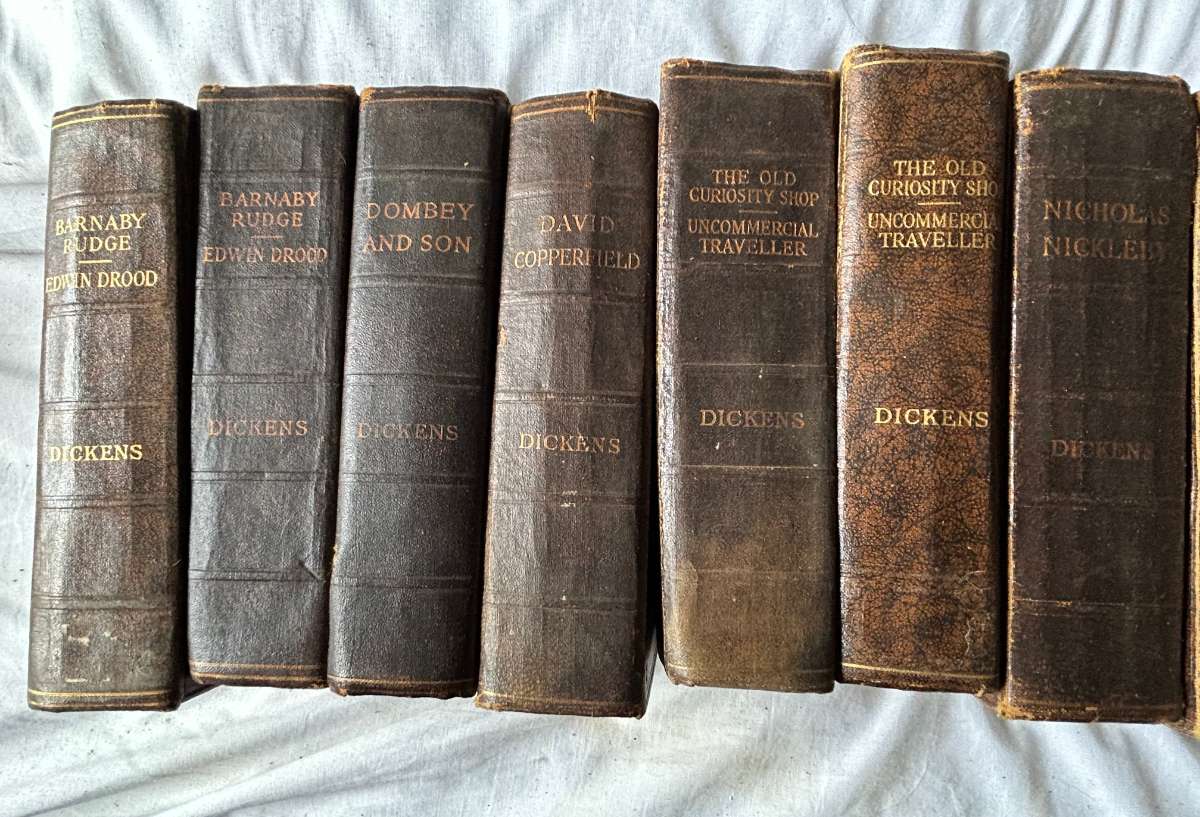 BARNABY
RUDGE
EDWIN DROOD
DICKENS
BARNABY
RUDGE
EDWIN DROOD
DICKENS
DOMBEY
AND SON
DICKENS
DAVID
COPPERFIELD
DICKENS
THE OLD
CURIOSITY SHOP
UNCOMMERCIAL
TRAVELLER
DICKENS
THE OLD
CURIOSITY SHO
UNCOMMERCIA
TRAVELLER
DICKENS
NICHOLAS
NICKLEBY
DICKENS